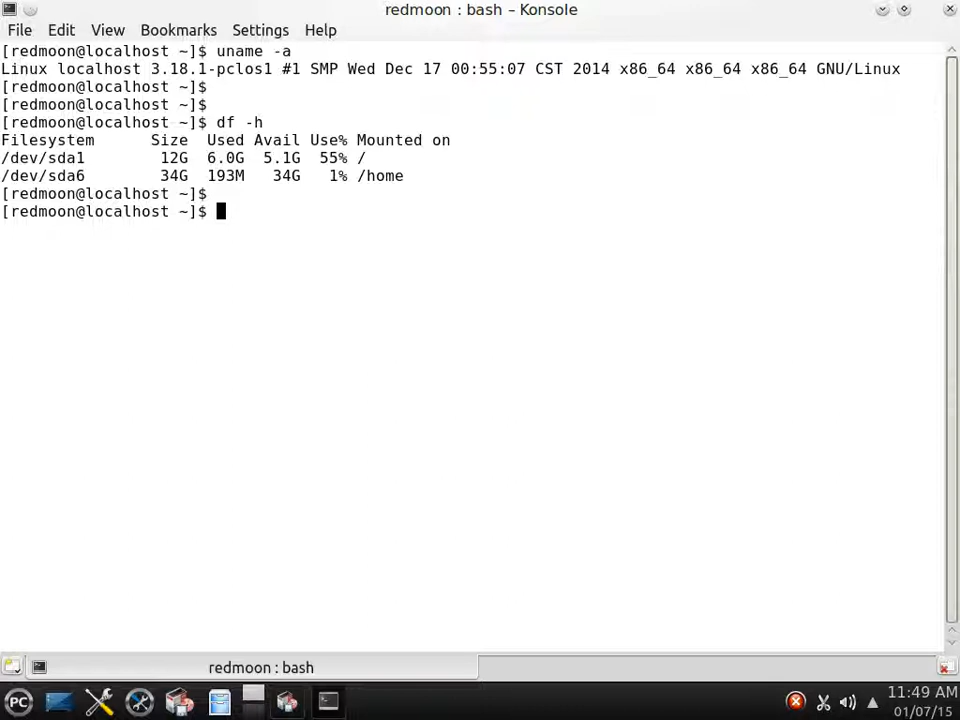 redmoon : bash – Konsole
File Edit View Bookmarks Settings Help
[redmoon@localhost ~]$ uname -a
Linux localhost 3.18.1-pclos1 #1 SMP Wed Dec 17 00:55:07 CST 2014 x86_64 x86_64 x86_64 GNU/Linux
[redmoon@localhost ~]$
[redmoon@localhost ~]$
[redmoon@localhost ~]$ df -h
Filesystem      Size  Used Avail Use% Mounted on
/dev/sda1        12G  6.0G  5.1G  55% /
/dev/sda6        34G  193M   34G   1% /home
[redmoon@localhost ~]$
[redmoon@localhost ~]$
redmoon : bash
PC
11:49 AM
01/07/15